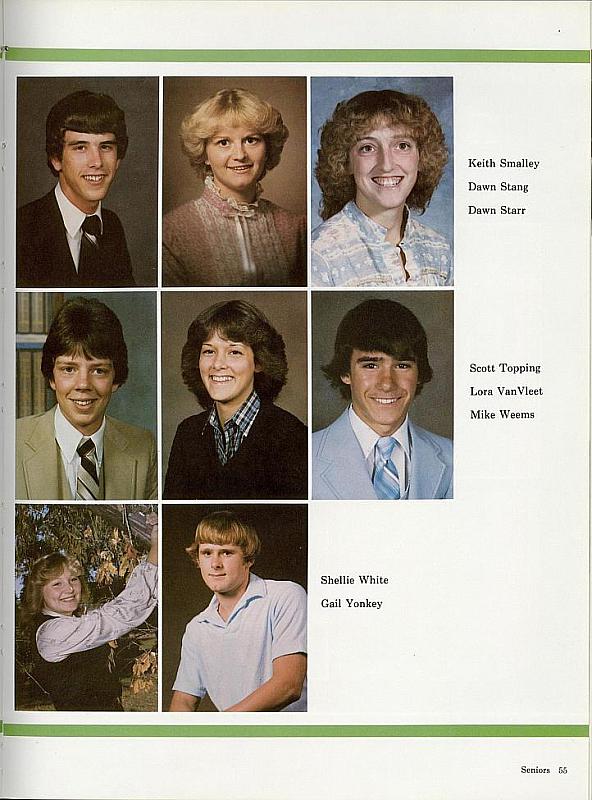 Keith Smalley
Dawn Stang
Dawn Starr
Scott Topping
Lora VanVleet
Mike Weems
Shellie White
Gail Yonkey
Seniors 55